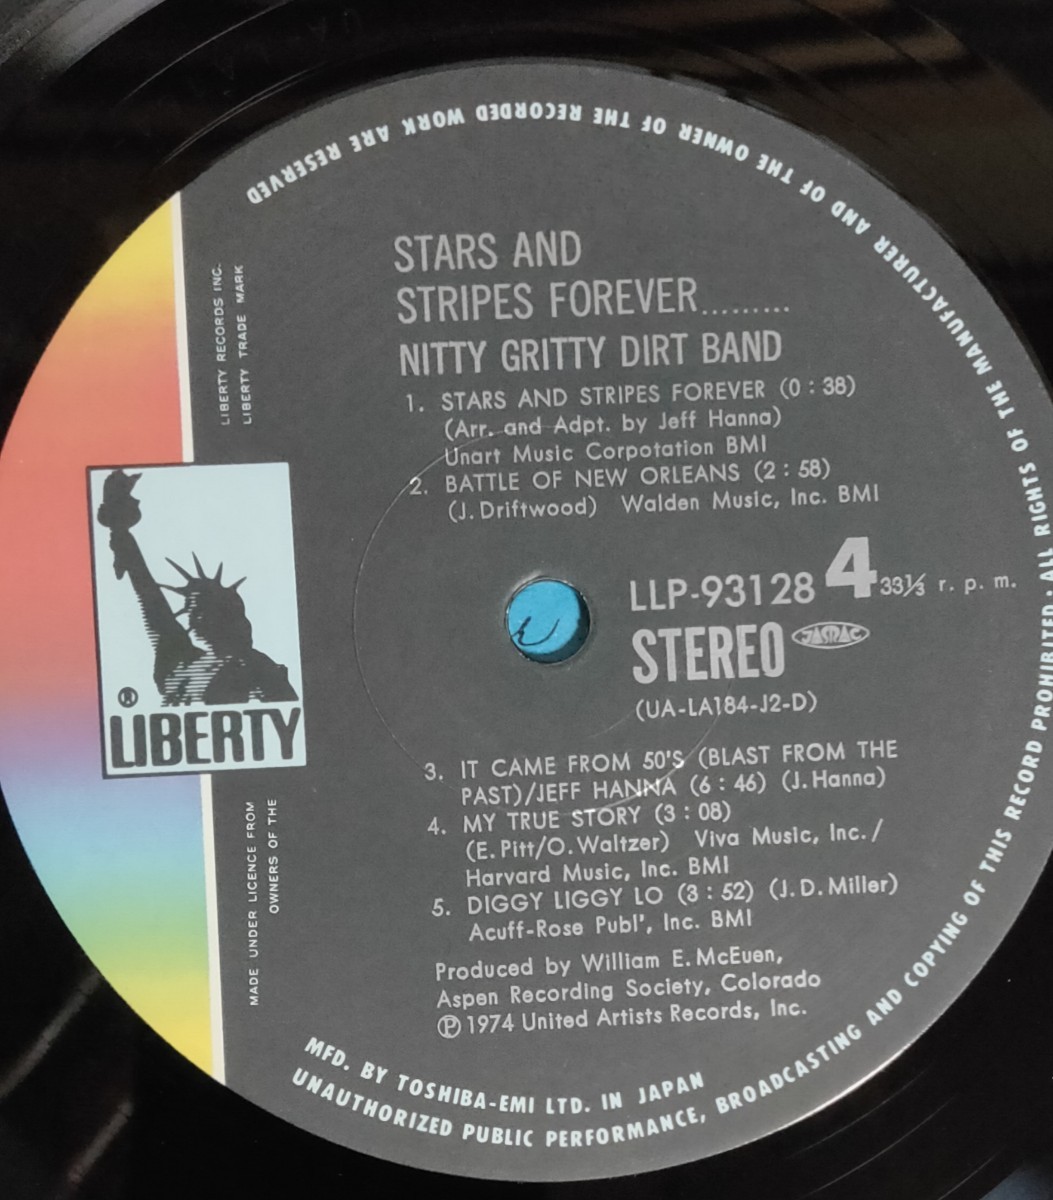 STARS AND
STRIPES FOREVER.........
NITTY GRITTY DIRT BAND
1. STARS AND STRIPES FOREVER (0 : 38)
(Arr. and Adpt. by Jeff Hanna)
Unart Music Corpotation BMI
2. BATTLE OF NEW ORLEANS (2 : 58)
(J. Driftwood) Walden Music, Inc. BMI
LLP-93128 4 33⅓ r. p. m.
STEREO JASRAC
(UA-LA184-J2-D)
3. IT CAME FROM 50'S (BLAST FROM THE
PAST)/JEFF HANNA (6 : 46) (J. Hanna)
4. MY TRUE STORY (3 : 08)
(E. Pitt/O. Waltzer) Viva Music, Inc. /
Harvard Music, Inc. BMI
5. DIGGY LIGGY LO (3 : 52) (J. D. Miller)
Acuff-Rose Publ', Inc. BMI
Produced by William E. McEuen,
Aspen Recording Society, Colorado
Ⓟ 1974 United Artists Records, Inc.
LIBERTY RECORDS INC.
LIBERTY TRADE MARK
®
LIBERTY
MADE UNDER LICENCE FROM
OWNERS OF THE
MFD. BY TOSHIBA-EMI LTD. IN JAPAN
UNAUTHORIZED PUBLIC PERFORMANCE, BROADCASTING AND COPYING OF THIS RECORD PROHIBITED · ALL RIGHTS OF THE MANUFACTURER AND OF THE OWNER OF THE RECORDED WORK ARE RESERVED